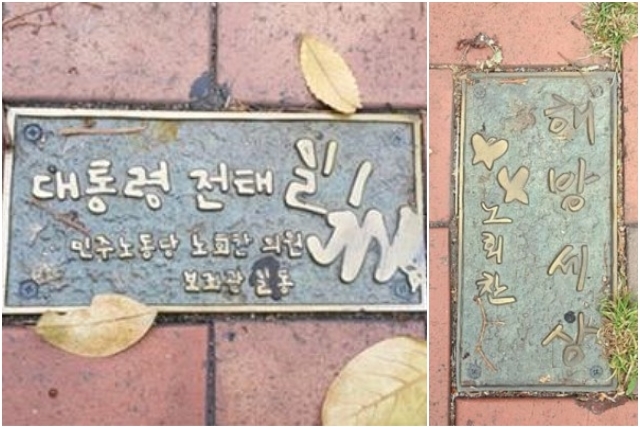 대통령 전태일
민주노동당 노회찬 의원
보좌관 일동
해방세상
노회찬